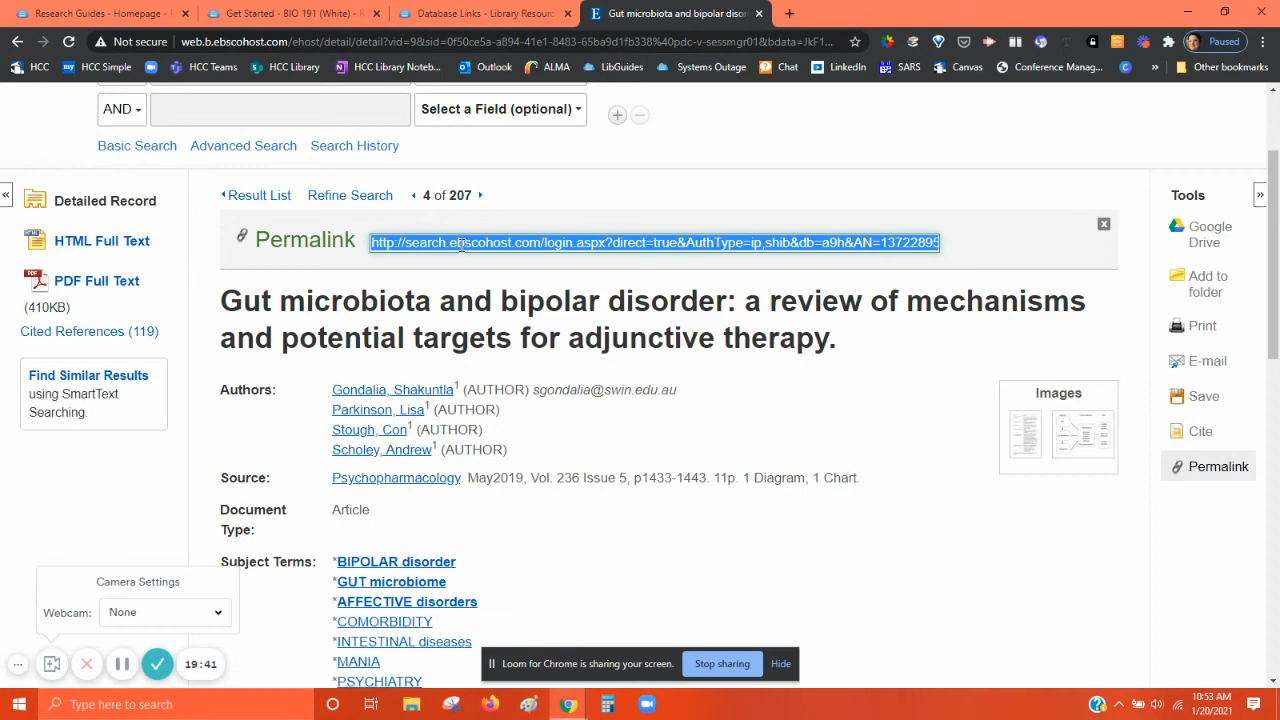 Research Guides - Homepage - H
Get Started - BIO 191 (White) - R
Database Links - Library Resourc
Gut microbiota and bipolar disor
Not secure
web.b.ebscohost.com/ehost/detail/detail?vid=9&sid=0f50ce5a-a894-41e1-8483-65ba9d1fb338%40pdc-v-sessmgr01&bdata=JkF1...
Paused
HCC
HCC Simple
HCC Teams
HCC Library
HCC Library Noteb...
Outlook
ALMA
LibGuides
Systems Outage
Chat
LinkedIn
SARS
Canvas
Conference Manag...
Other bookmarks
AND
Select a Field (optional)
Basic Search
Advanced Search
Search History
Result List
Refine Search
4 of 207
Detailed Record
HTML Full Text
PDF Full Text
(410KB)
Cited References (119)
Find Similar Results
using SmartText
Searching.
Permalink
http://search.ebscohost.com/login.aspx?direct=true&AuthType=ip,shib&db=a9h&AN=13722895
Gut microbiota and bipolar disorder: a review of mechanisms
and potential targets for adjunctive therapy.
Authors:
Gondalia, Shakuntla1 (AUTHOR) sgondalia@swin.edu.au
Parkinson, Lisa1 (AUTHOR)
Stough, Con1 (AUTHOR)
Scholey, Andrew1 (AUTHOR)
Source:
Psychopharmacology. May2019, Vol. 236 Issue 5, p1433-1443. 11p. 1 Diagram, 1 Chart.
Document
Type:
Article
Subject Terms:
*BIPOLAR disorder
*GUT microbiome
*AFFECTIVE disorders
*COMORBIDITY
*INTESTINAL diseases
*MANIA
*PSYCHIATRY
Images
Tools
Google
Drive
Add to
folder
Print
E-mail
Save
Cite
Permalink
Camera Settings
Webcam:
None
19:41
Loom for Chrome is sharing your screen.
Stop sharing
Hide
Type here to search
10:53 AM
1/20/2021